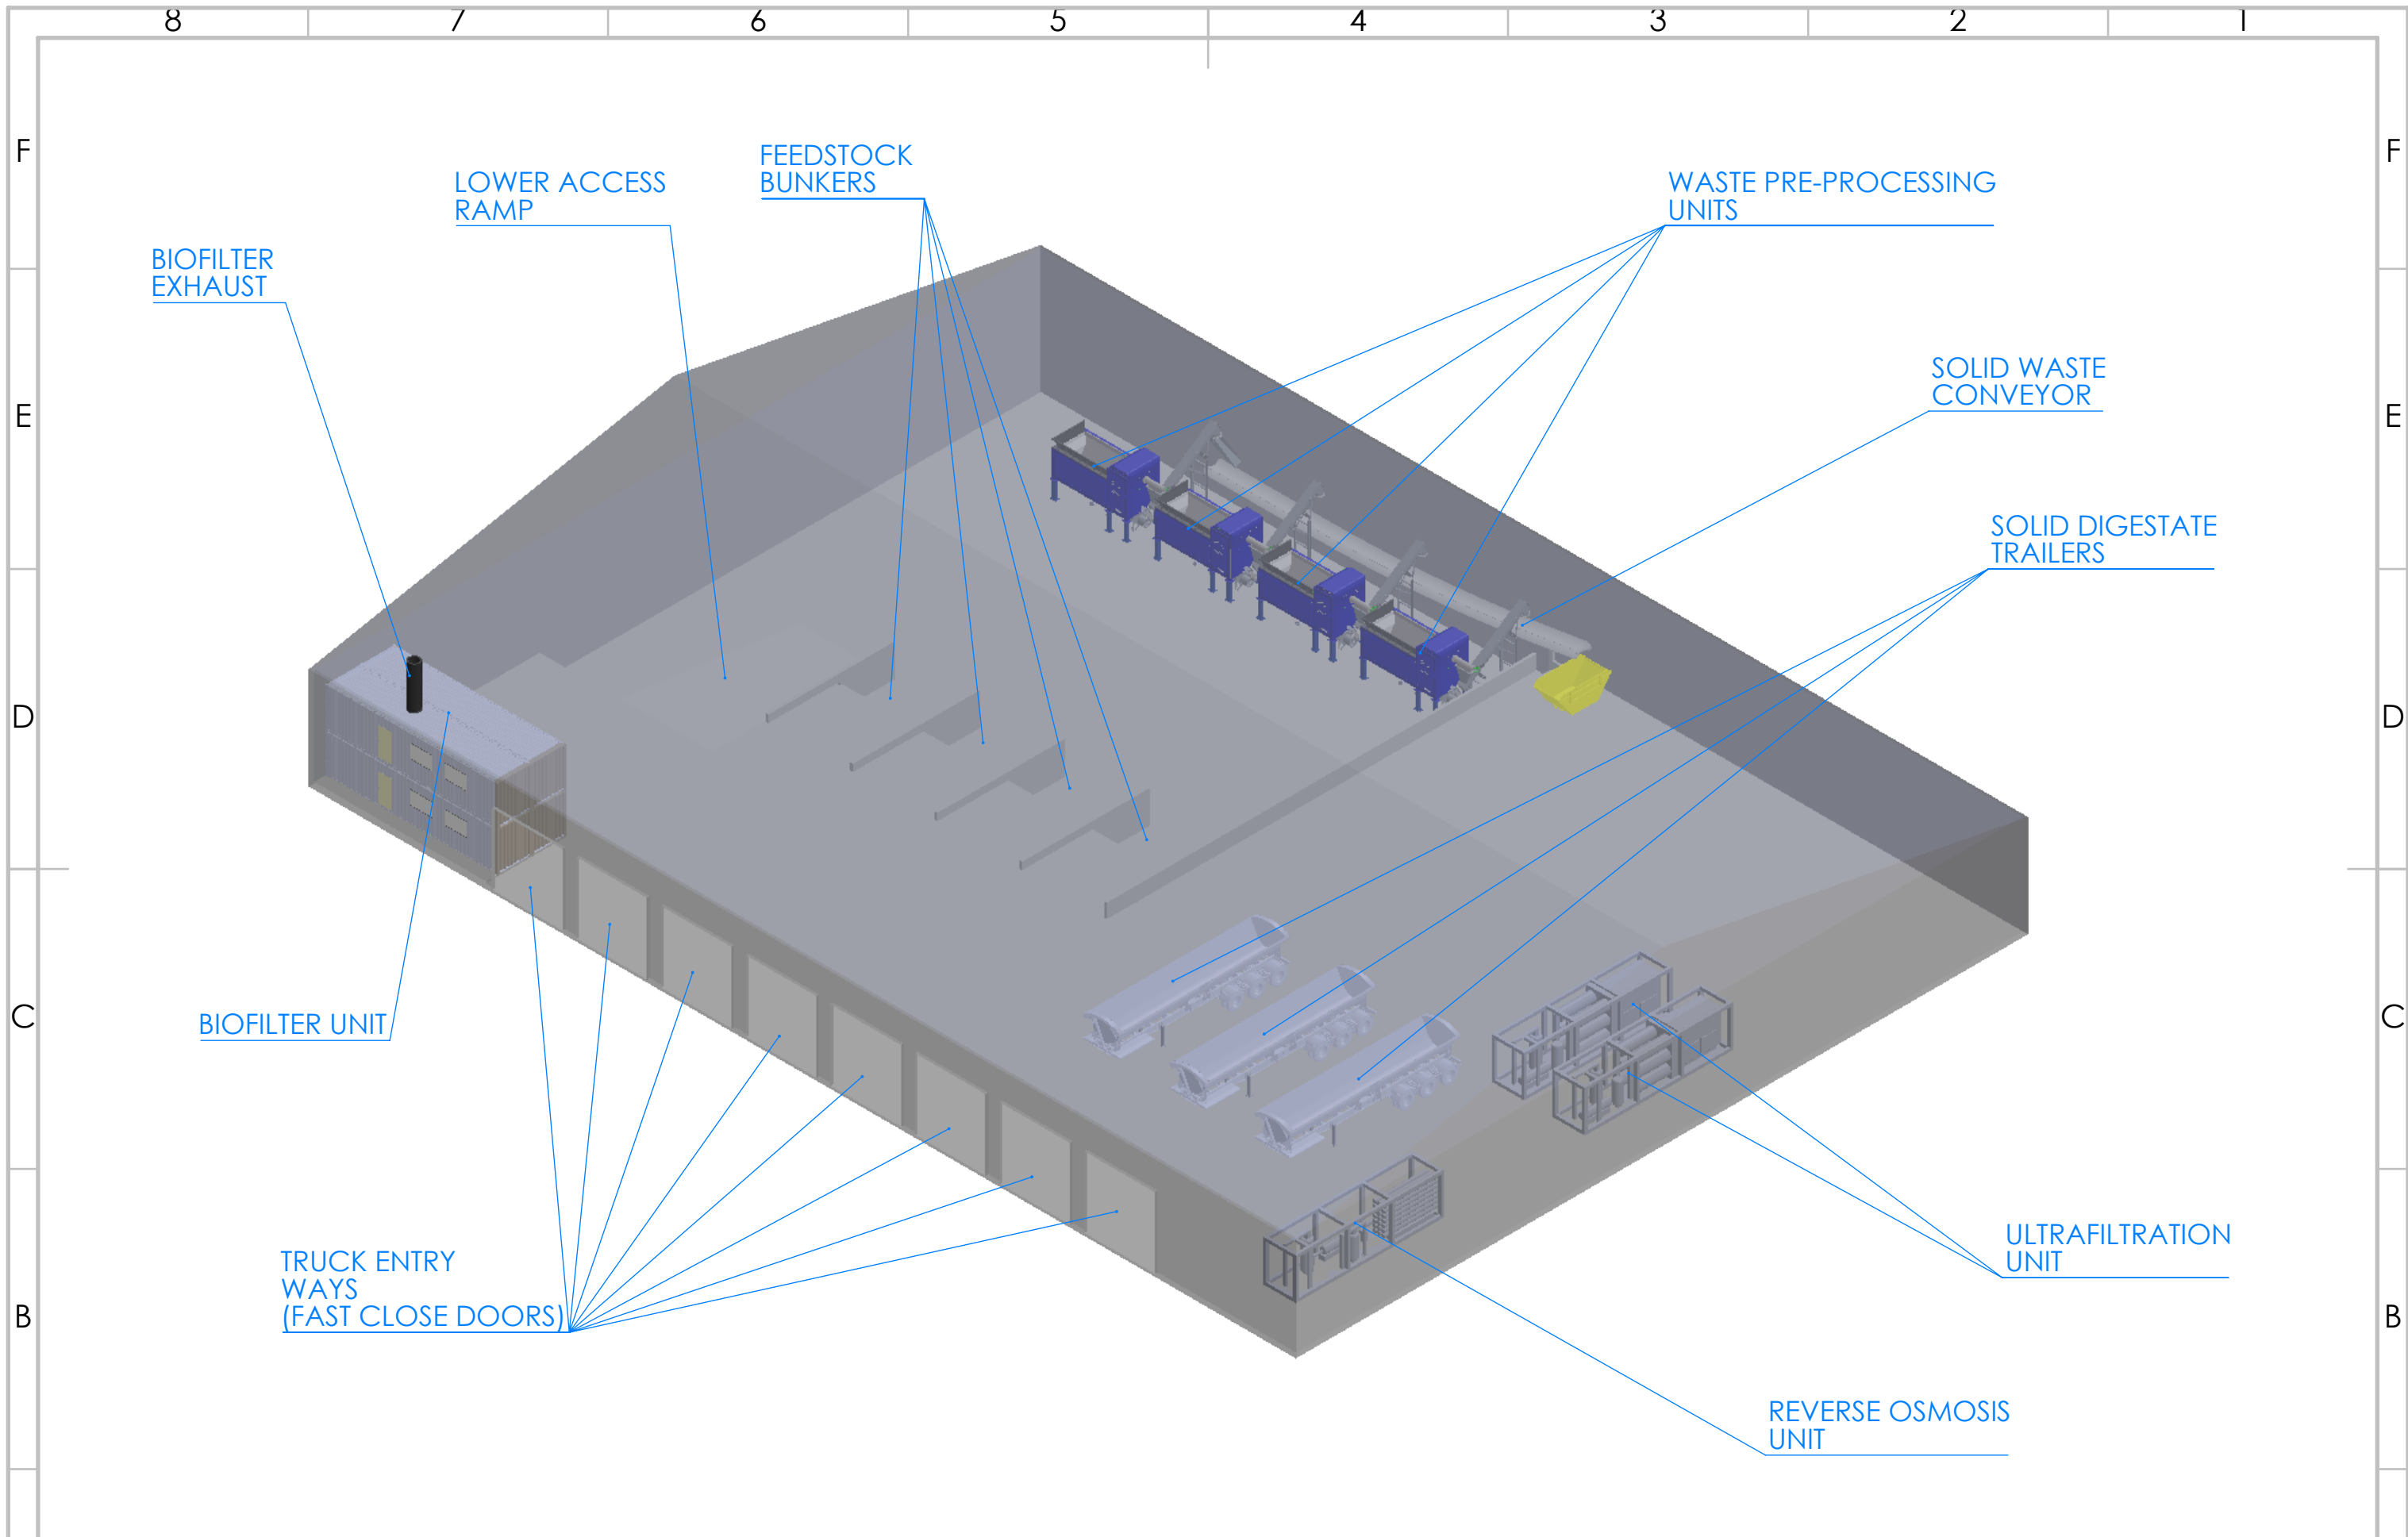 8 7 6 5 4 3 2 1
F F
FEEDSTOCK
BUNKERS
LOWER ACCESS
RAMP
WASTE PRE-PROCESSING
UNITS
BIOFILTER
EXHAUST
SOLID WASTE
CONVEYOR
E E
SOLID DIGESTATE
TRAILERS
D D
BIOFILTER UNIT
C C
TRUCK ENTRY
WAYS
(FAST CLOSE DOORS)
ULTRAFILTRATION
UNIT
B B
REVERSE OSMOSIS
UNIT